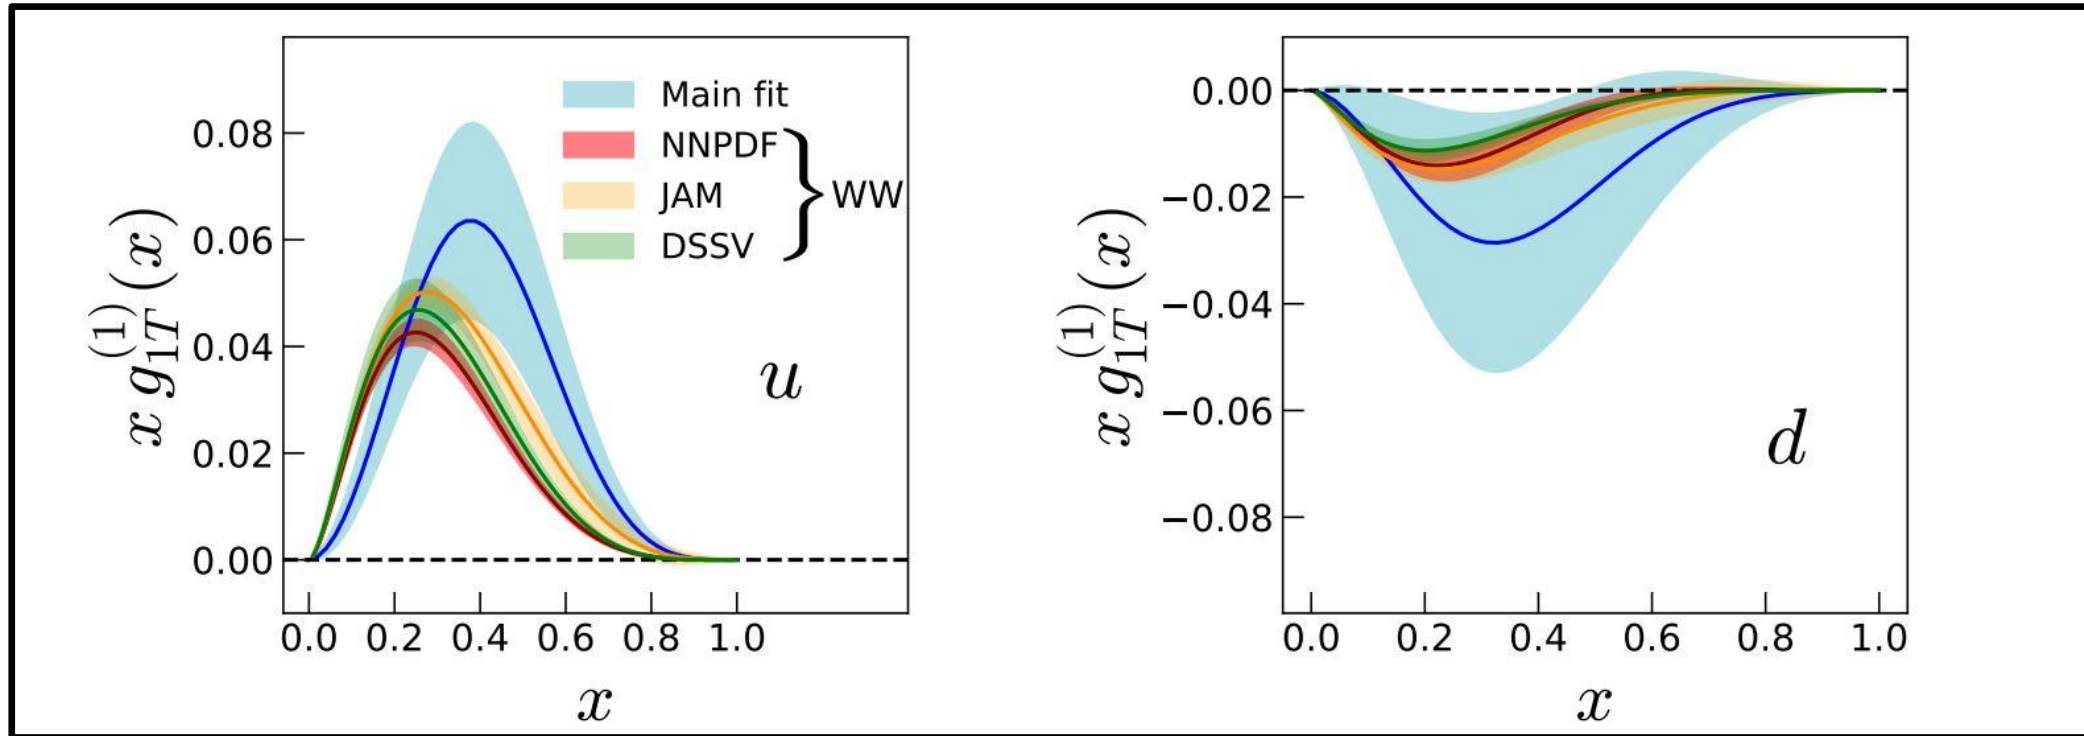 x g_{1T}^{(1)}(x)
0.08
0.06
0.04
0.02
0.00
Main fit
NNPDF
JAM
DSSV
WW
u
0.0 0.2 0.4 0.6 0.8 1.0
x
x g_{1T}^{(1)}(x)
0.00
−0.02
−0.04
−0.06
−0.08
d
0.0 0.2 0.4 0.6 0.8 1.0
x